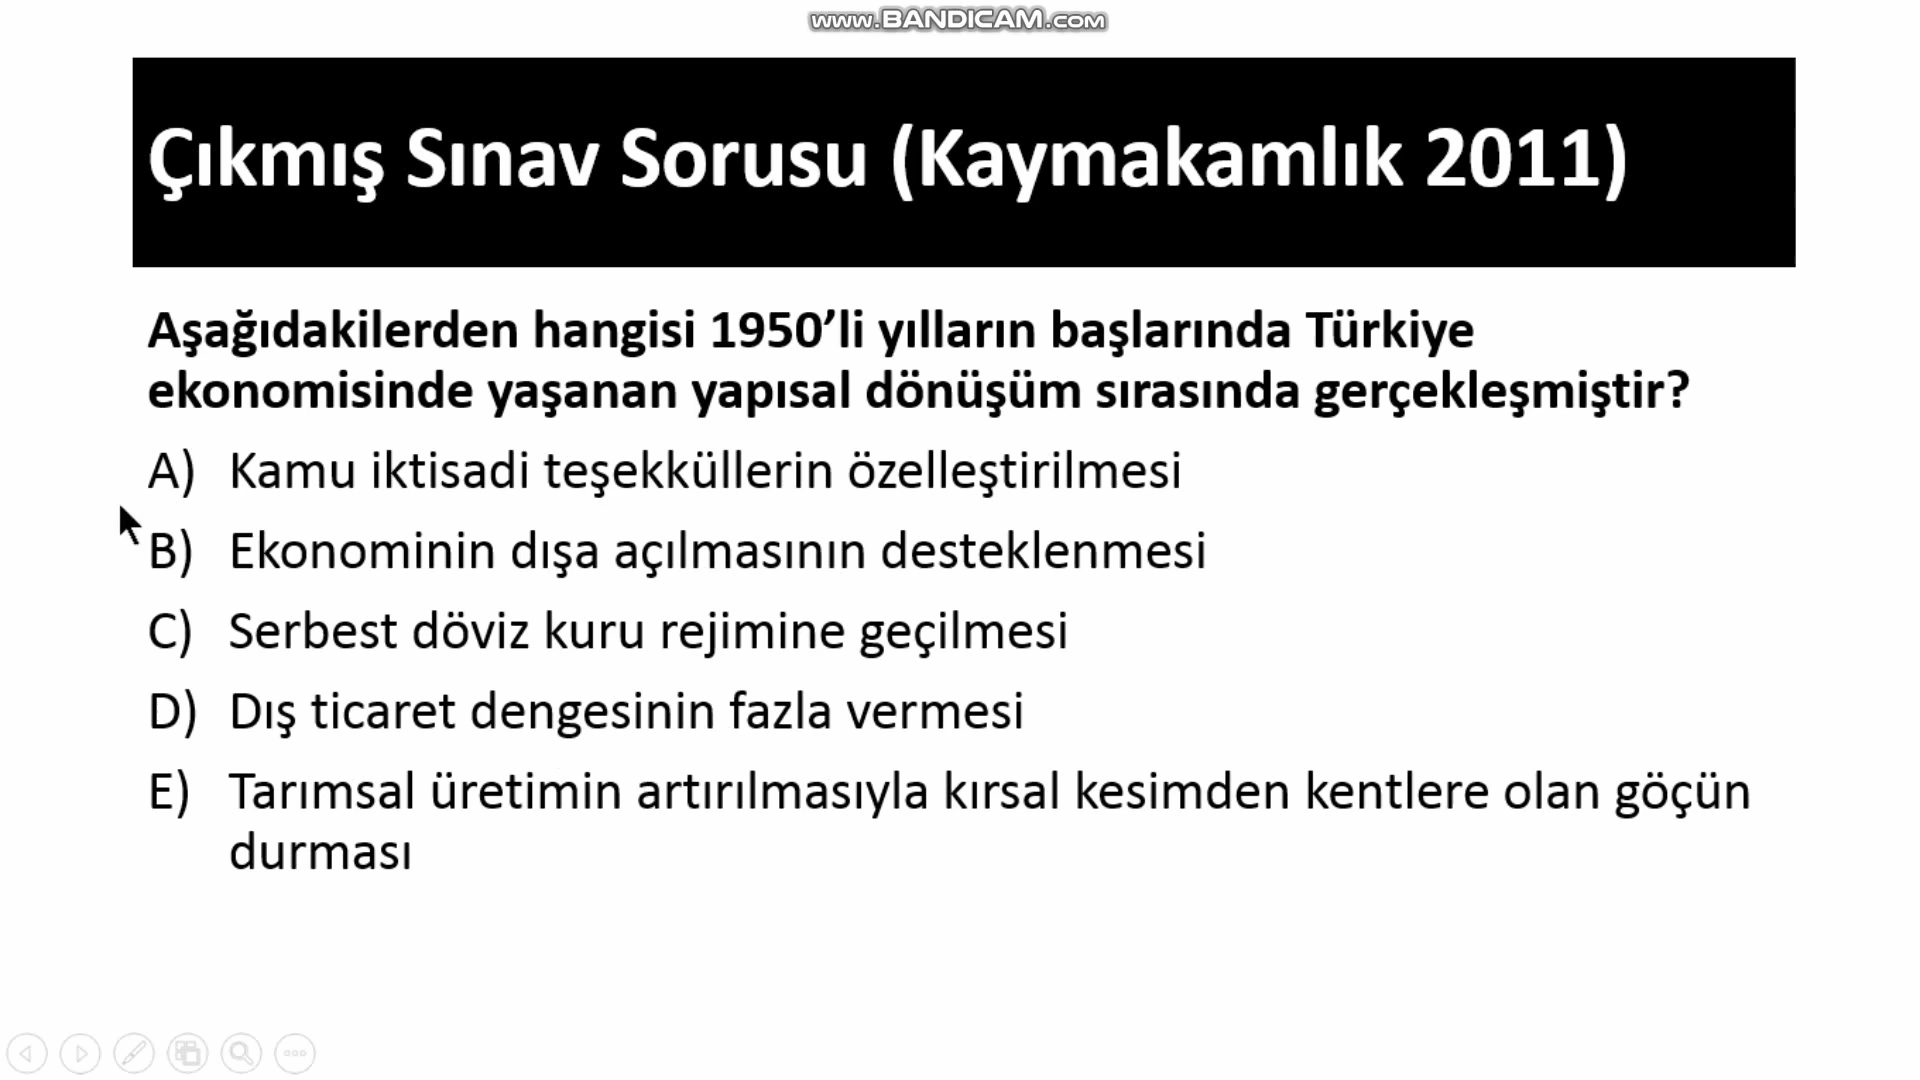 www.BANDICAM.com
Çıkmış Sınav Sorusu (Kaymakamlık 2011)
Aşağıdakilerden hangisi 1950’li yılların başlarında Türkiye
ekonomisinde yaşanan yapısal dönüşüm sırasında gerçekleşmiştir?
A) Kamu iktisadi teşekküllerin özelleştirilmesi
B) Ekonominin dışa açılmasının desteklenmesi
C) Serbest döviz kuru rejimine geçilmesi
D) Dış ticaret dengesinin fazla vermesi
E) Tarımsal üretimin artırılmasıyla kırsal kesimden kentlere olan göçün
durması